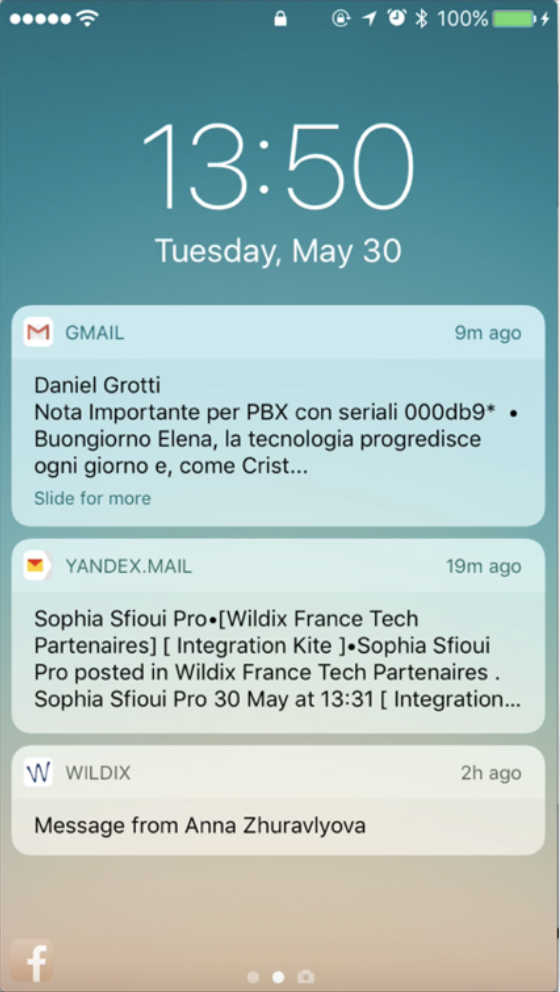 100%
13:50
Tuesday, May 30
GMAIL 9m ago
Daniel Grotti
Nota Importante per PBX con seriali 000db9* •
Buongiorno Elena, la tecnologia progredisce
ogni giorno e, come Crist...
Slide for more
YANDEX.MAIL 19m ago
Sophia Sfioui Pro•[Wildix France Tech
Partenaires] [ Integration Kite ]•Sophia Sfioui
Pro posted in Wildix France Tech Partenaires .
Sophia Sfioui Pro 30 May at 13:31 [ Integration...
WILDIX 2h ago
Message from Anna Zhuravlyova